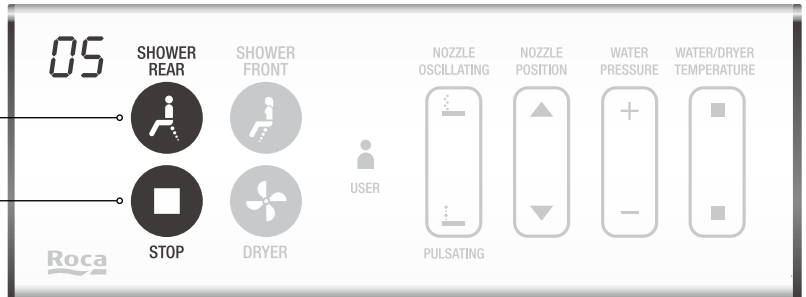 05
SHOWER
REAR
SHOWER
FRONT
NOZZLE
OSCILLATING
NOZZLE
POSITION
WATER
PRESSURE
WATER/DRYER
TEMPERATURE
USER
STOP
DRYER
PULSATING
Roca